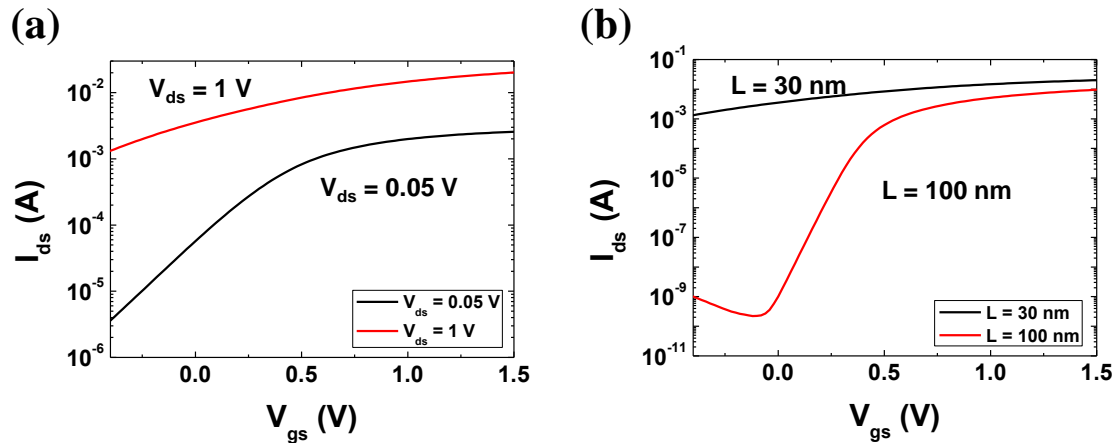 (a)
V_ds = 1 V
V_ds = 0.05 V
10^-2
10^-3
10^-4
10^-5
10^-6
I_ds (A)
V_ds = 0.05 V
V_ds = 1 V
0.0 0.5 1.0 1.5
V_gs (V)
(b)
L = 30 nm
L = 100 nm
10^-1
10^-3
10^-5
10^-7
10^-9
10^-11
I_ds (A)
L = 30 nm
L = 100 nm
0.0 0.5 1.0 1.5
V_gs (V)